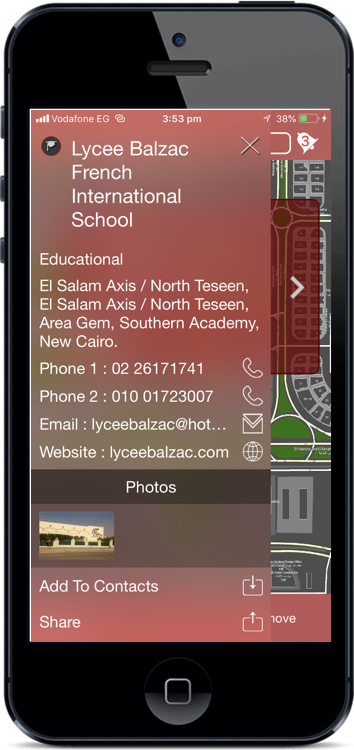 Vodafone EG 3:53 pm 38%
3
Lycee Balzac
French
International
School
Educational
El Salam Axis / North Teseen,
El Salam Axis / North Teseen,
Area Gem, Southern Academy,
New Cairo.
Phone 1 : 02 26171741
Phone 2 : 010 01723007
Email : lyceebalzac@hot...
Website : lyceebalzac.com
Photos
Add To Contacts
Share